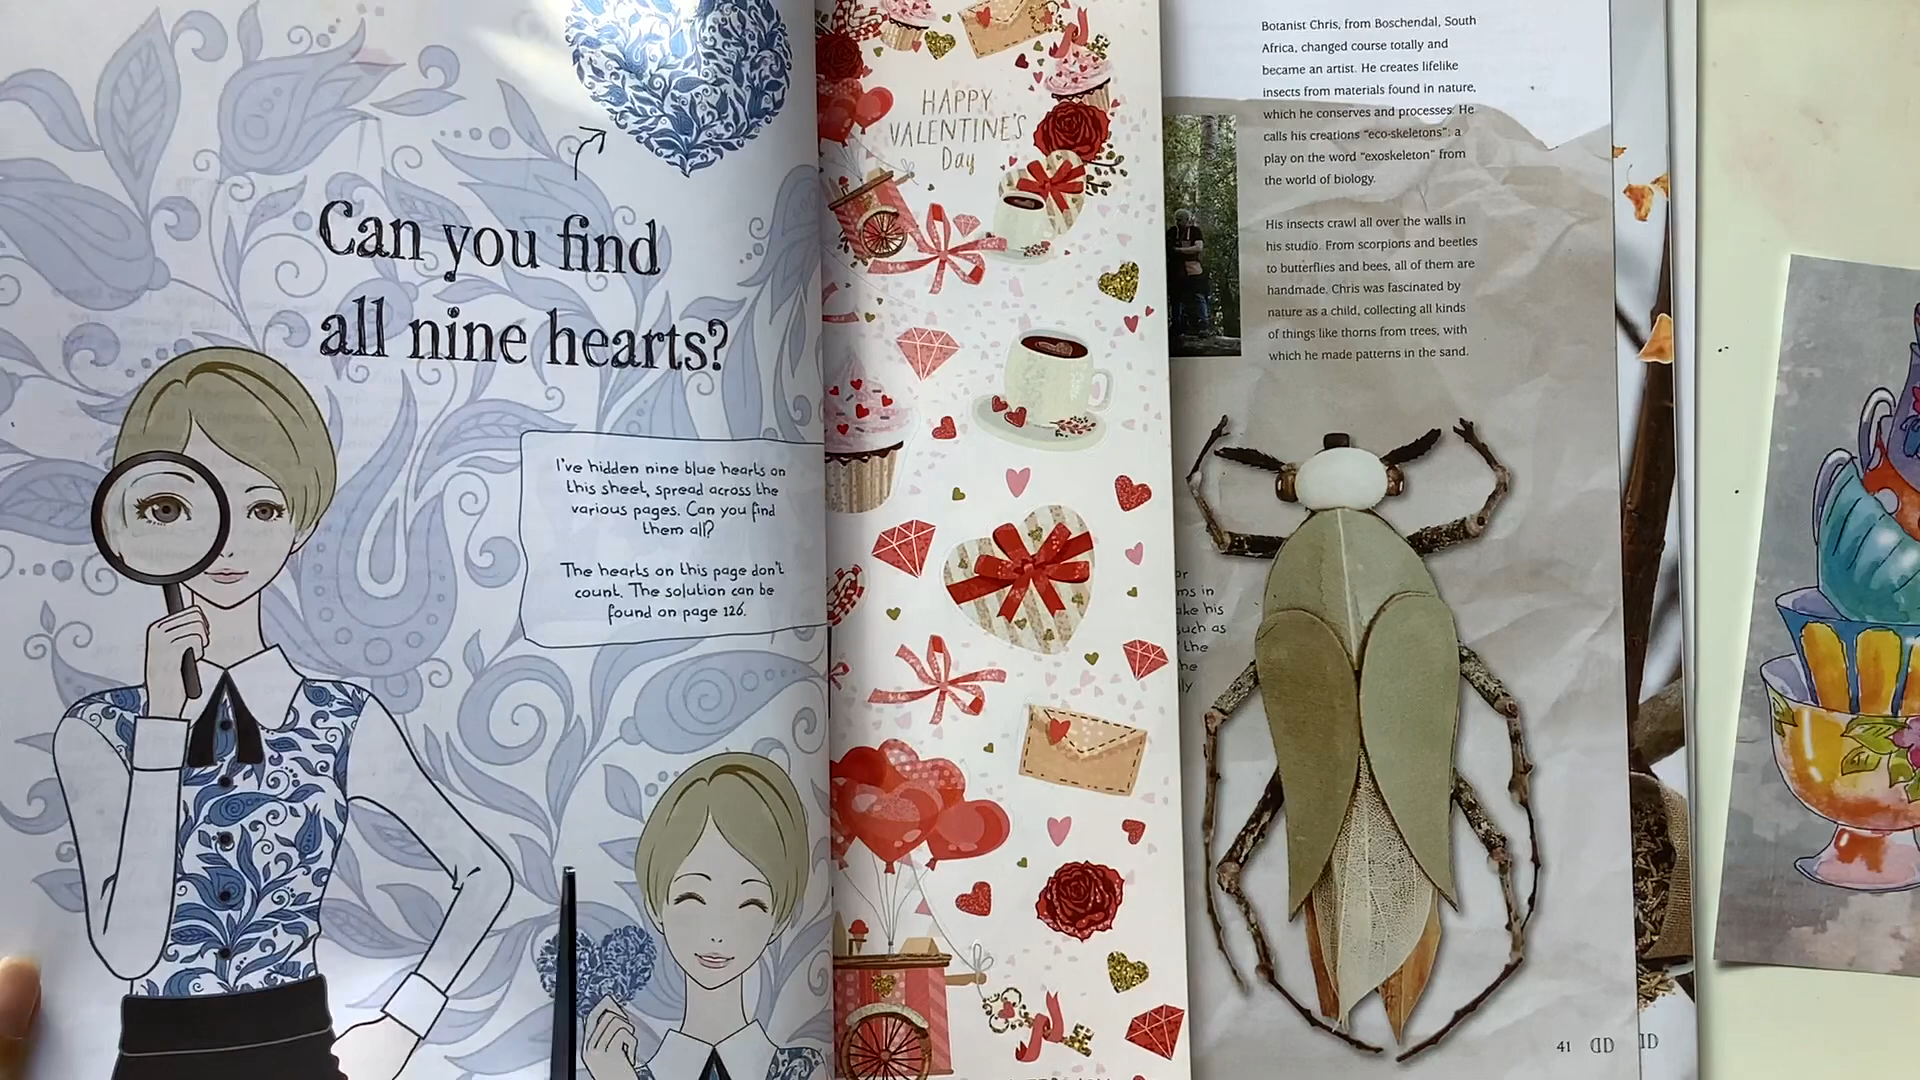 Can you find
all nine hearts?
I've hidden nine blue hearts on
this sheet, spread across the
various pages. Can you find
them all?
The hearts on this page don't
count. The solution can be
found on page 126.
HAPPY
VALENTINE'S
Day
Botanist Chris, from Boschendal, South
Africa, changed course totally and
became an artist. He creates lifelike
insects from materials found in nature,
which he conserves and processes. He
calls his creations “eco-skeletons”: a
play on the word “exoskeleton” from
the world of biology.
His insects crawl all over the walls in
his studio. From scorpions and beetles
to butterflies and bees, all of them are
handmade. Chris was fascinated by
nature as a child, collecting all kinds
of things like thorns from trees, with
which he made patterns in the sand.
in
his
such as
the
41